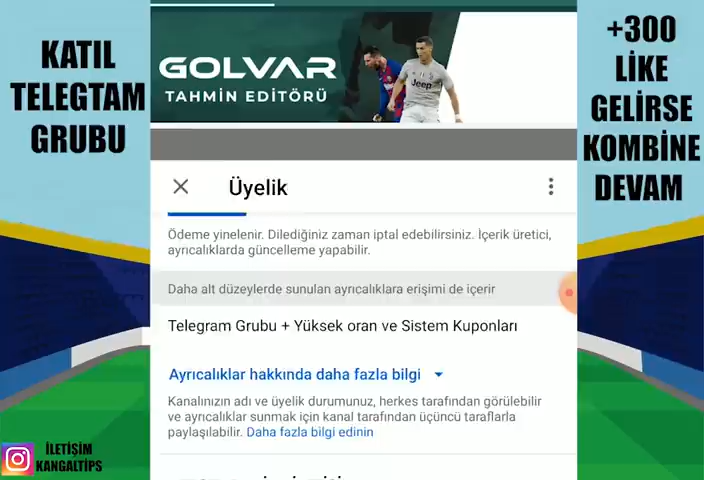 KATIL
TELEGTAM
GRUBU
GOLVAR
TAHMİN EDİTÖRÜ
Jeep
+300
LİKE
GELİRSE
KOMBİNE
DEVAM
Üyelik
Ödeme yinelenir. Dilediğiniz zaman iptal edebilirsiniz. İçerik üretici,
ayrıcalıklarda güncelleme yapabilir.
Daha alt düzeylerde sunulan ayrıcalıklara erişimi de içerir
Telegram Grubu + Yüksek oran ve Sistem Kuponları
Ayrıcalıklar hakkında daha fazla bilgi
Kanalınızın adı ve üyelik durumunuz, herkes tarafından görülebilir
ve ayrıcalıklar sunmak için kanal tarafından üçüncü taraflarla
paylaşılabilir. Daha fazla bilgi edinin
İLETİŞİM
KANGALTİPS